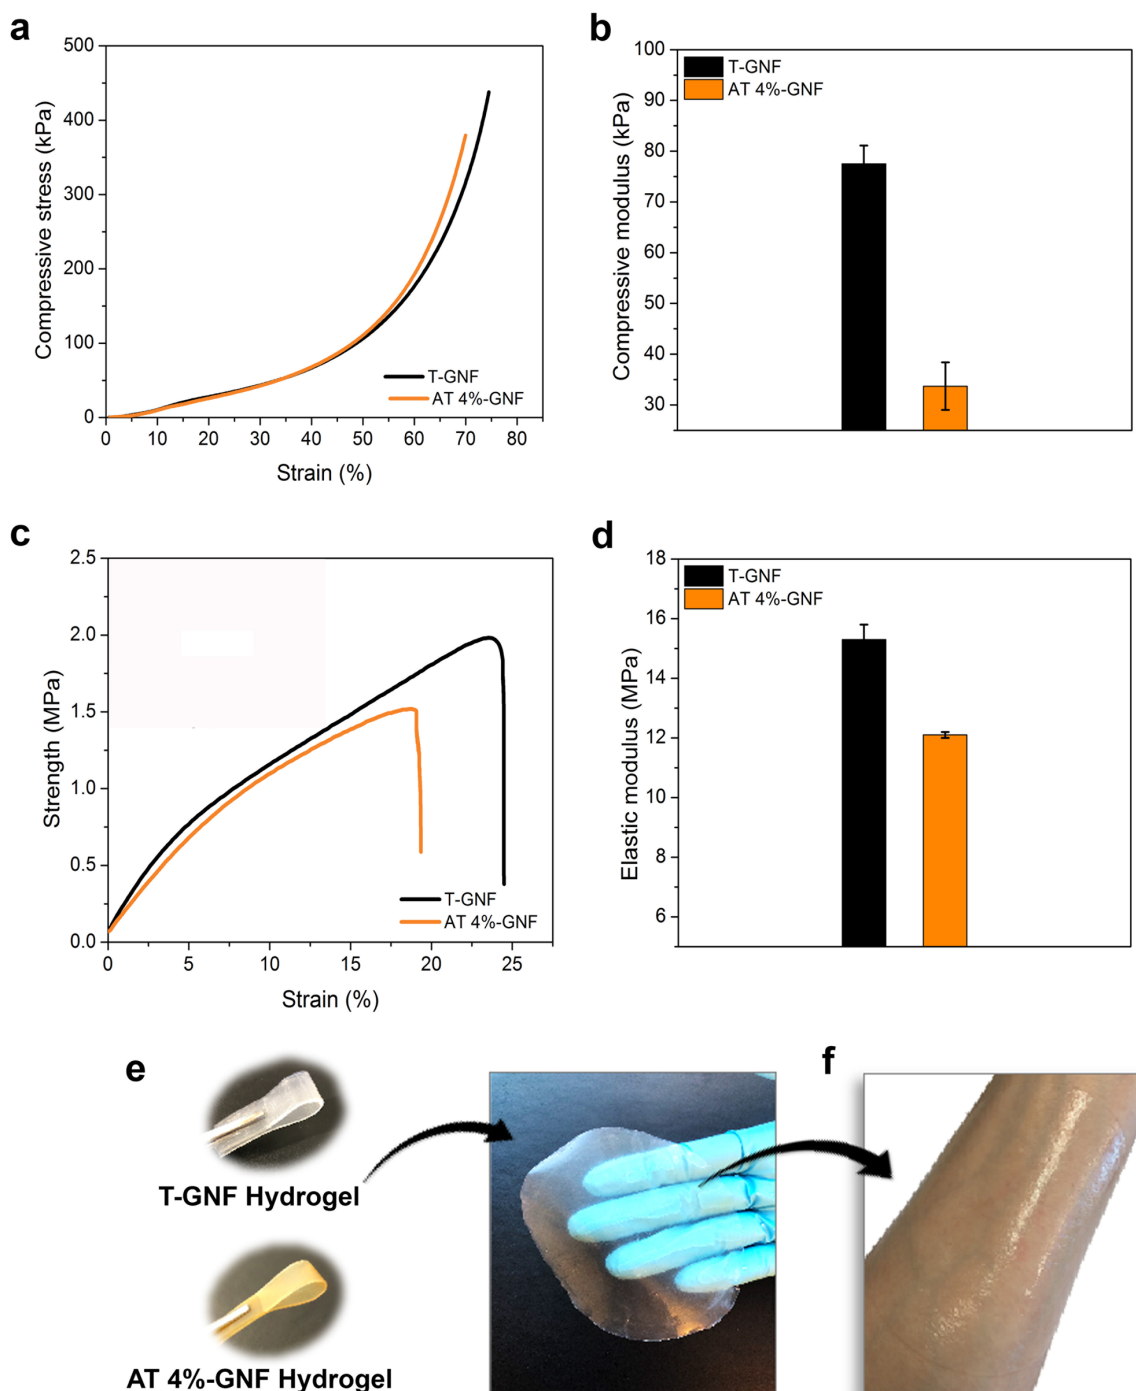 a
500
400
300
200
100
0
Compressive stress (kPa)
T-GNF
AT 4%-GNF
0 10 20 30 40 50 60 70 80
Strain (%)
b
100
90
80
70
60
50
40
30
Compressive modulus (kPa)
T-GNF
AT 4%-GNF
c
2.5
2.0
1.5
1.0
0.5
0.0
Strength (MPa)
T-GNF
AT 4%-GNF
0 5 10 15 20 25
Strain (%)
d
18
16
14
12
10
8
6
Elastic modulus (MPa)
T-GNF
AT 4%-GNF
e
T-GNF Hydrogel
AT 4%-GNF Hydrogel
f